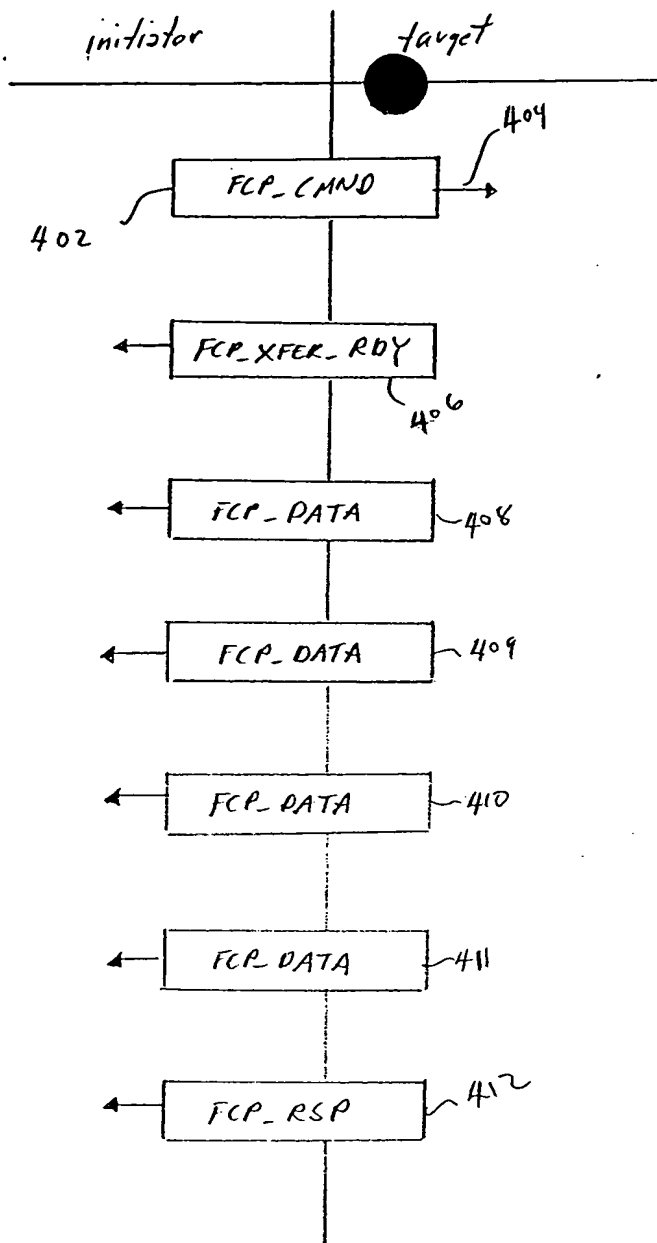 initiator
target
404
FCP_CMND
402
FCP_XFER_RDY
406
FCP_DATA
408
FCP_DATA
409
FCP_DATA
410
FCP_DATA
411
FCP_RSP
412